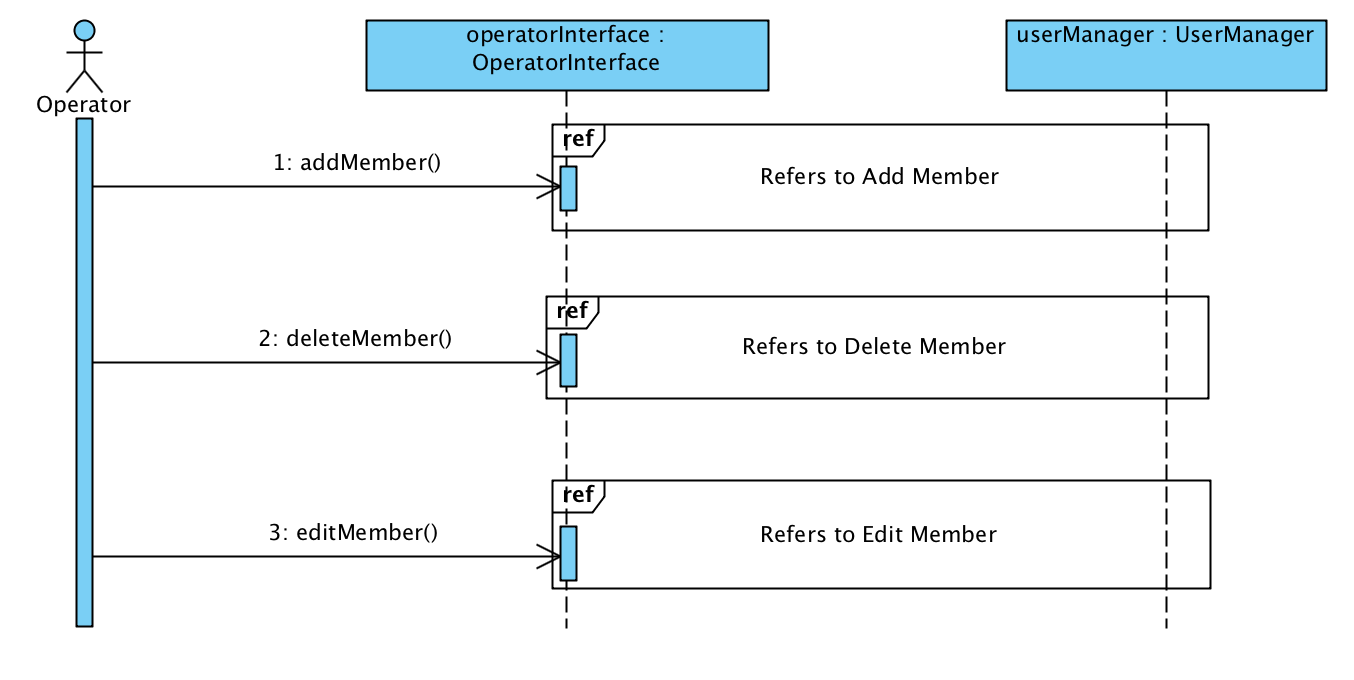 operatorInterface :
OperatorInterface
userManager : UserManager
Operator
ref
1: addMember()
Refers to Add Member
ref
2: deleteMember()
Refers to Delete Member
ref
3: editMember()
Refers to Edit Member